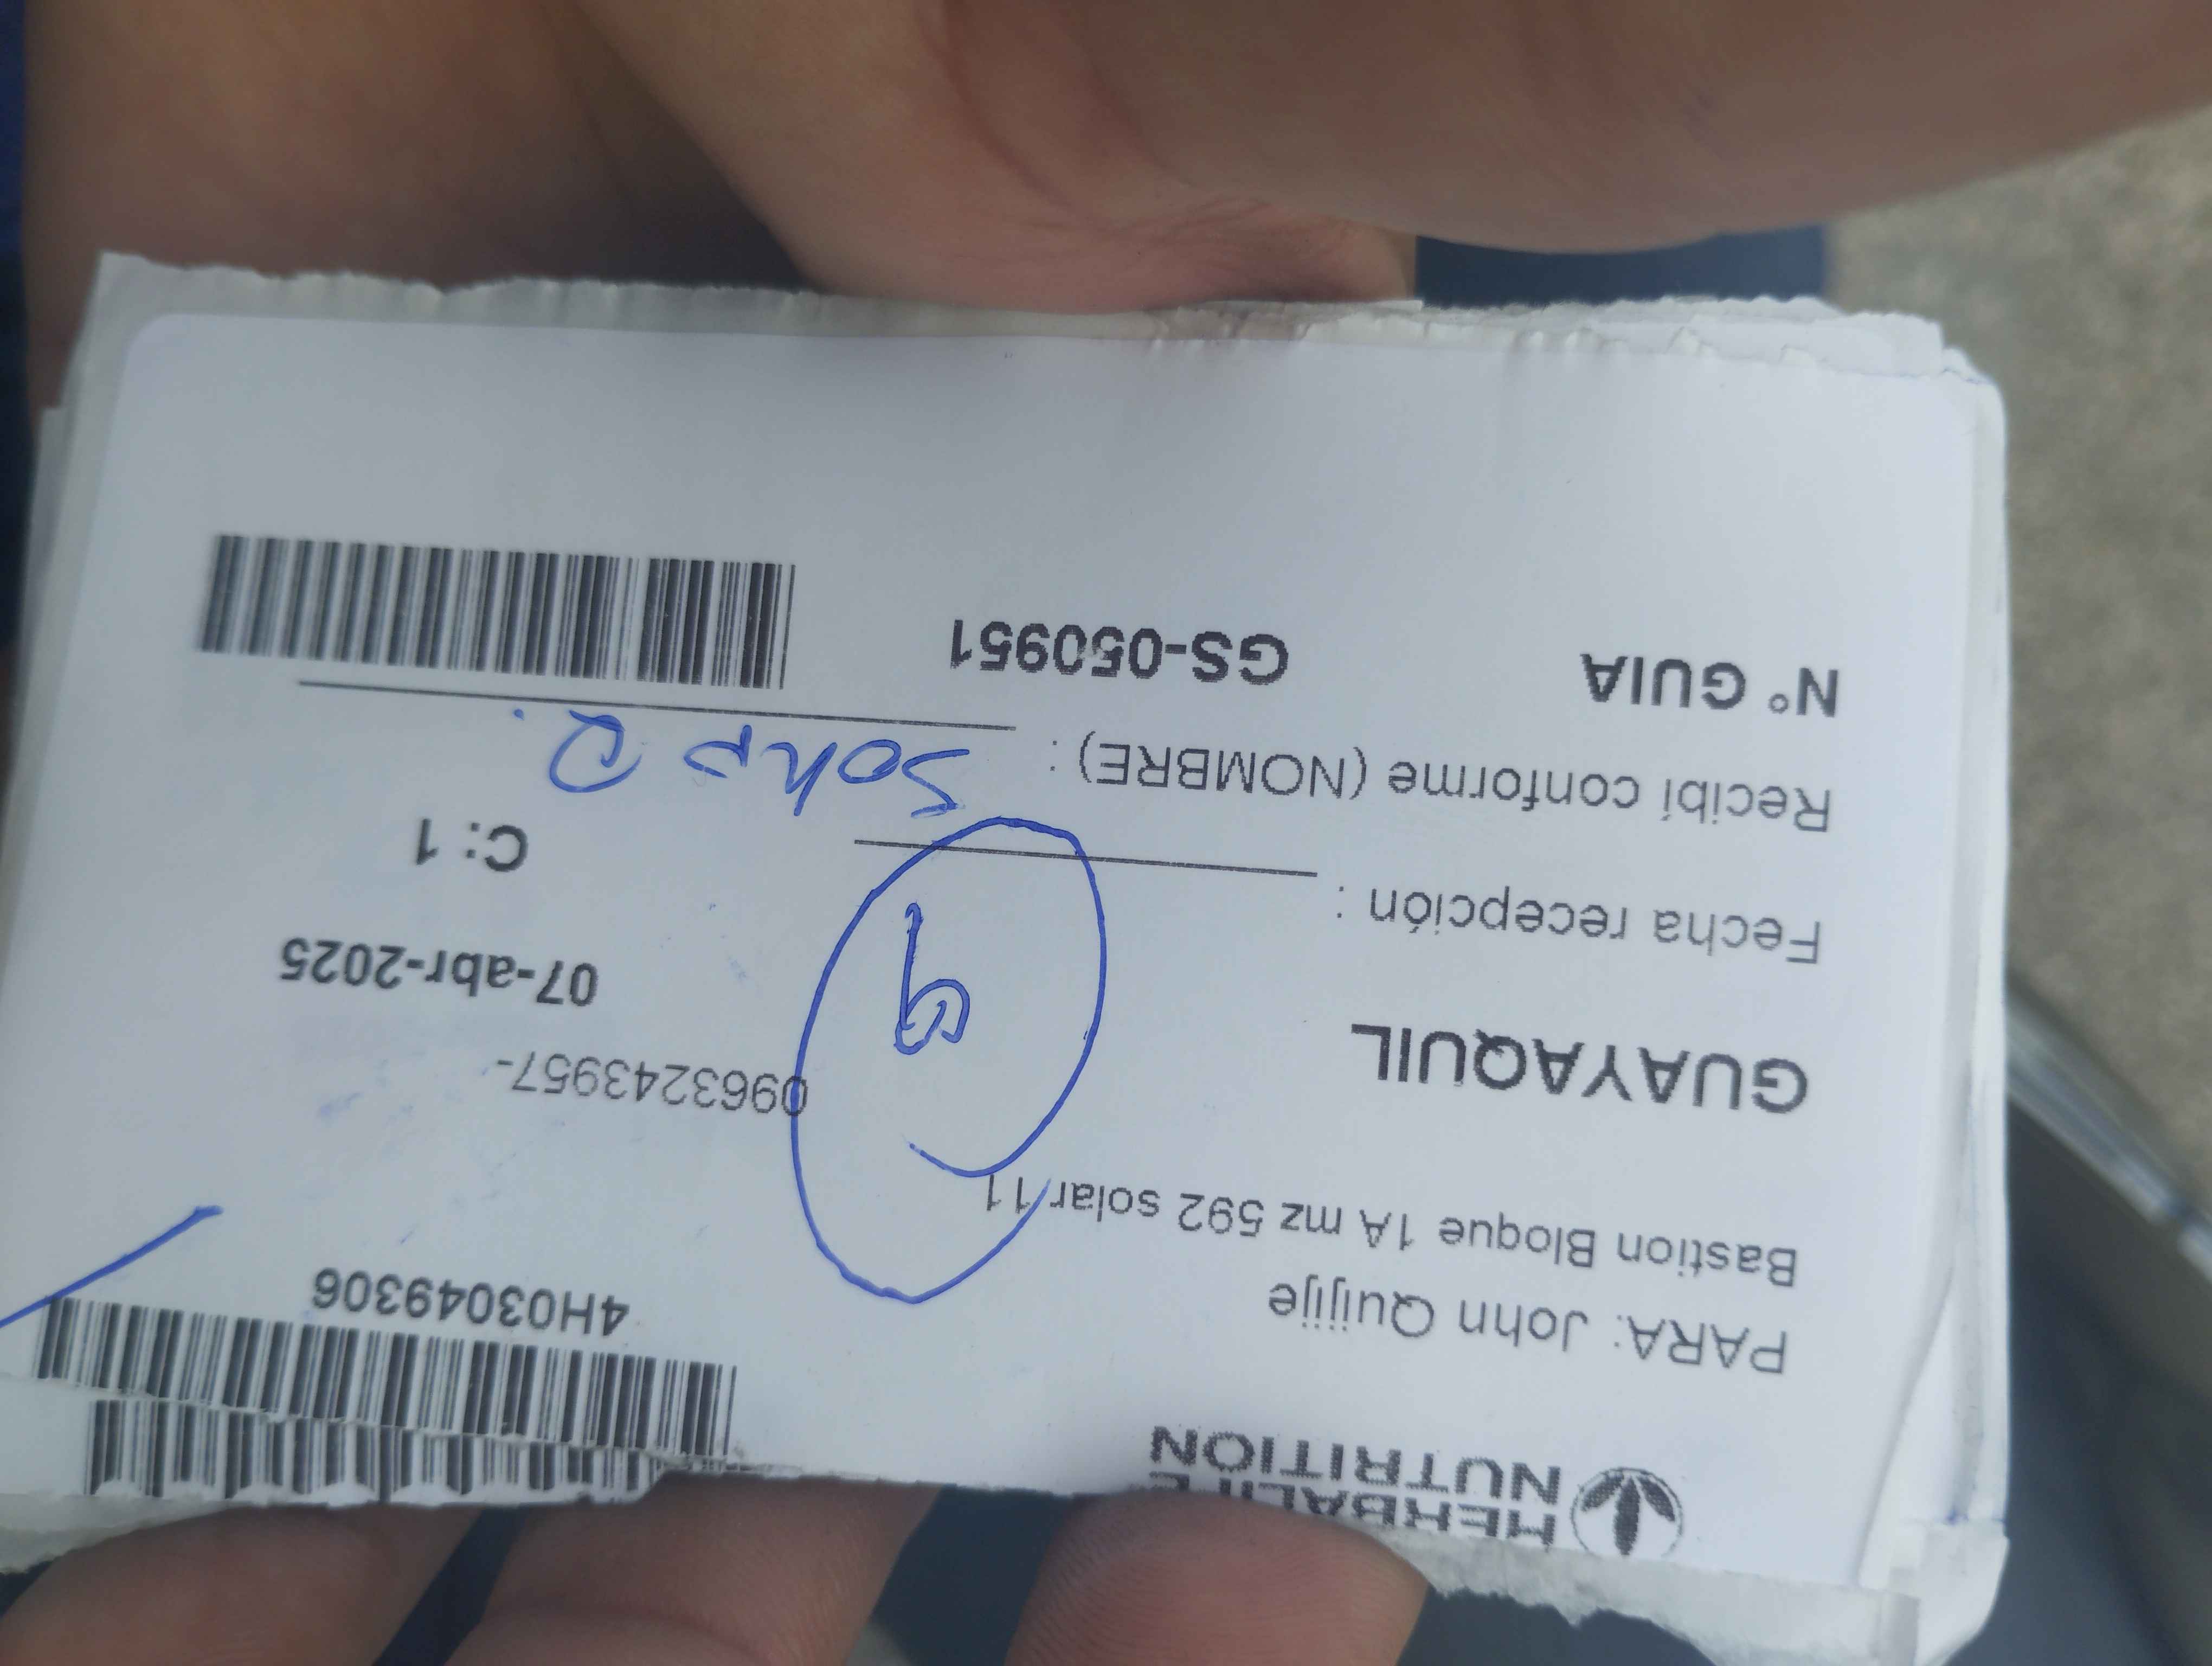 HERBALIFE
NUTRITION
PARA: John Quijije
4H03049306
Bastion Bloque 1A mz 592 solar 11
0963243957-
GUAYAQUIL
07-abr-2025
9
Fecha recepción :
C: 1
Recibí conforme (NOMBRE) :
N° GUIA
GS-050951